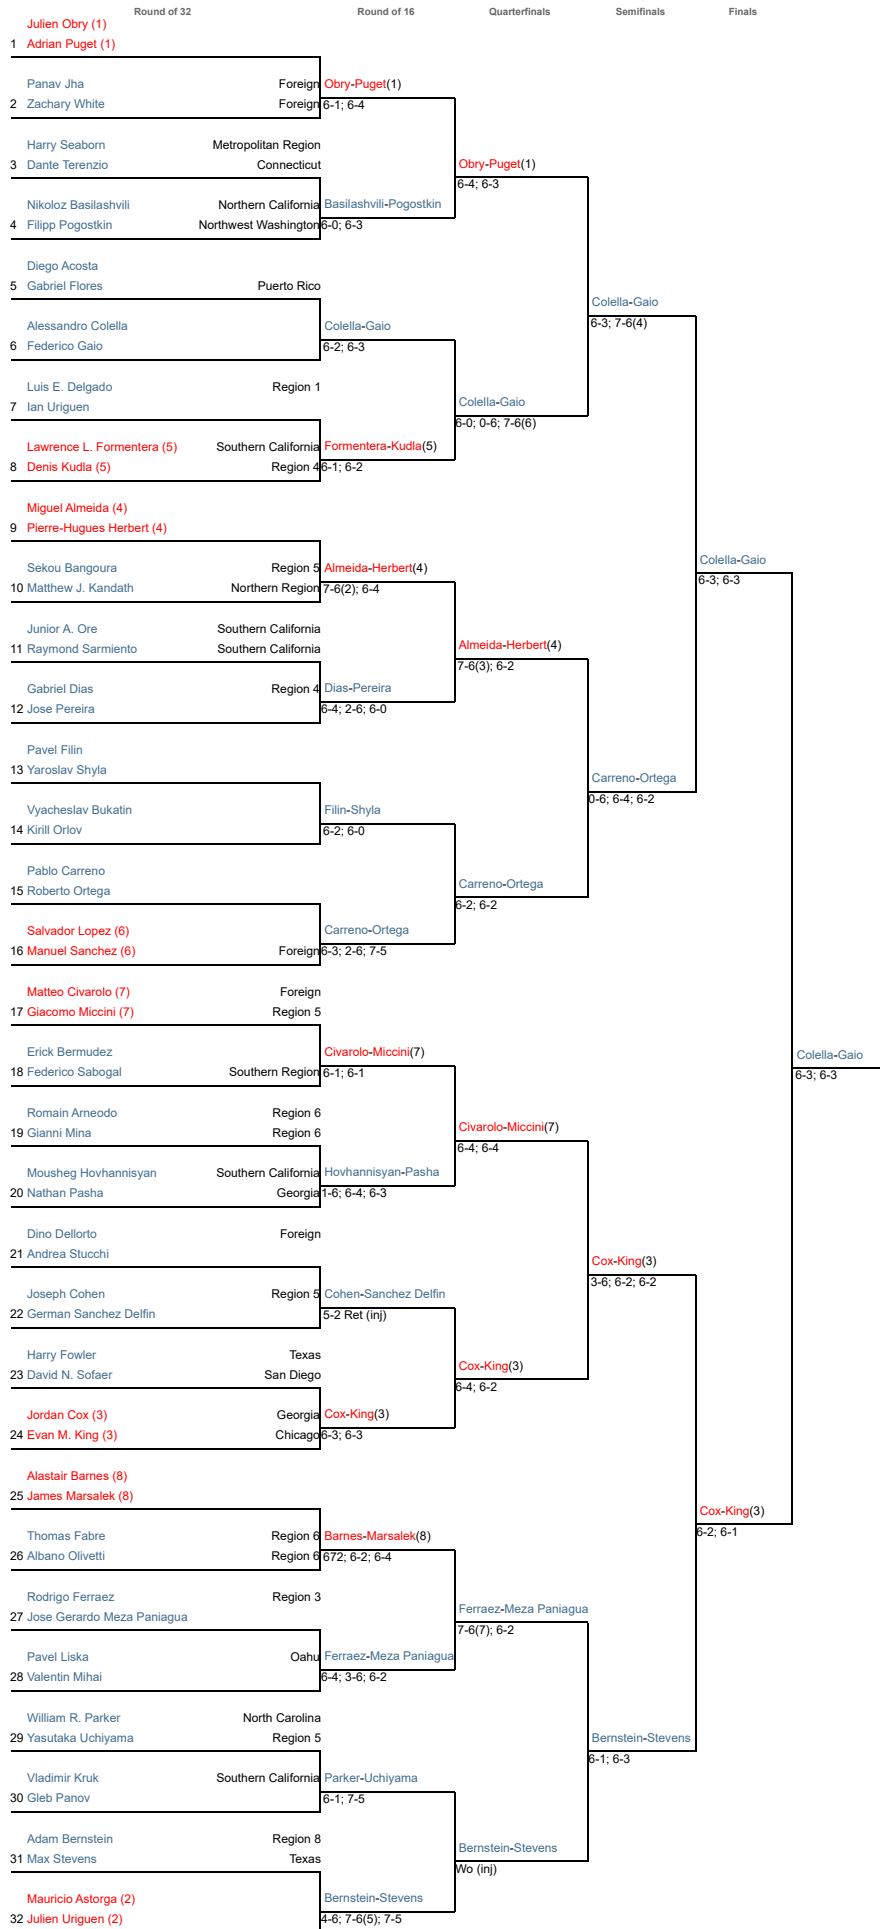 Round of 32 Round of 16 Quarterfinals Semifinals Finals
Julien Obry (1)
1 Adrian Puget (1)
Panav Jha Foreign Obry-Puget(1)
2 Zachary White Foreign 6-1; 6-4
Harry Seaborn Metropolitan Region
3 Dante Terenzio Connecticut Obry-Puget(1)
6-4; 6-3
Nikoloz Basilashvili Northern California Basilashvili-Pogostkin
4 Filipp Pogostkin Northwest Washington 6-0; 6-3
Diego Acosta
5 Gabriel Flores Puerto Rico
Colella-Gaio
Alessandro Colella Colella-Gaio 6-3; 7-6(4)
6 Federico Gaio 6-2; 6-3
Luis E. Delgado Region 1
7 Ian Uriguen Colella-Gaio
6-0; 0-6; 7-6(6)
Lawrence L. Formentera (5) Southern California Formentera-Kudla(5)
8 Denis Kudla (5) Region 4 6-1; 6-2
Miguel Almeida (4)
9 Pierre-Hugues Herbert (4)
Colella-Gaio
Sekou Bangoura Region 5 Almeida-Herbert(4) 6-3; 6-3
10 Matthew J. Kandath Northern Region 7-6(2); 6-4
Junior A. Ore Southern California
11 Raymond Sarmiento Southern California Almeida-Herbert(4)
7-6(3); 6-2
Gabriel Dias Region 4 Dias-Pereira
12 Jose Pereira 6-4; 2-6; 6-0
Pavel Filin
13 Yaroslav Shyla Carreno-Ortega
0-6; 6-4; 6-2
Vyacheslav Bukatin Filin-Shyla
14 Kirill Orlov 6-2; 6-0
Pablo Carreno
15 Roberto Ortega Carreno-Ortega
6-2; 6-2
Salvador Lopez (6) Carreno-Ortega
16 Manuel Sanchez (6) Foreign 6-3; 2-6; 7-5
Matteo Civarolo (7) Foreign
17 Giacomo Miccini (7) Region 5
Erick Bermudez Civarolo-Miccini(7) Colella-Gaio
18 Federico Sabogal Southern Region 6-1; 6-1 6-3; 6-3
Romain Arneodo Region 6
19 Gianni Mina Region 6 Civarolo-Miccini(7)
6-4; 6-4
Mousheg Hovhannisyan Southern California Hovhannisyan-Pasha
20 Nathan Pasha Georgia 1-6; 6-4; 6-3
Dino Dellorto Foreign
21 Andrea Stucchi Cox-King(3)
3-6; 6-2; 6-2
Joseph Cohen Region 5 Cohen-Sanchez Delfin
22 German Sanchez Delfin 5-2 Ret (inj)
Harry Fowler Texas
23 David N. Sofaer San Diego Cox-King(3)
6-4; 6-2
Jordan Cox (3) Georgia Cox-King(3)
24 Evan M. King (3) Chicago 6-3; 6-3
Alastair Barnes (8)
25 James Marsalek (8)
Cox-King(3)
Thomas Fabre Region 6 Barnes-Marsalek(8) 6-2; 6-1
26 Albano Olivetti Region 6 672; 6-2; 6-4
Rodrigo Ferraez Region 3
27 Jose Gerardo Meza Paniagua Ferraez-Meza Paniagua
7-6(7); 6-2
Pavel Liska Oahu Ferraez-Meza Paniagua
28 Valentin Mihai 6-4; 3-6; 6-2
William R. Parker North Carolina
29 Yasutaka Uchiyama Region 5 Bernstein-Stevens
6-1; 6-3
Vladimir Kruk Southern California Parker-Uchiyama
30 Gleb Panov 6-1; 7-5
Adam Bernstein Region 8 Bernstein-Stevens
31 Max Stevens Texas Wo (inj)
Mauricio Astorga (2) Bernstein-Stevens
32 Julien Uriguen (2) 4-6; 7-6(5); 7-5